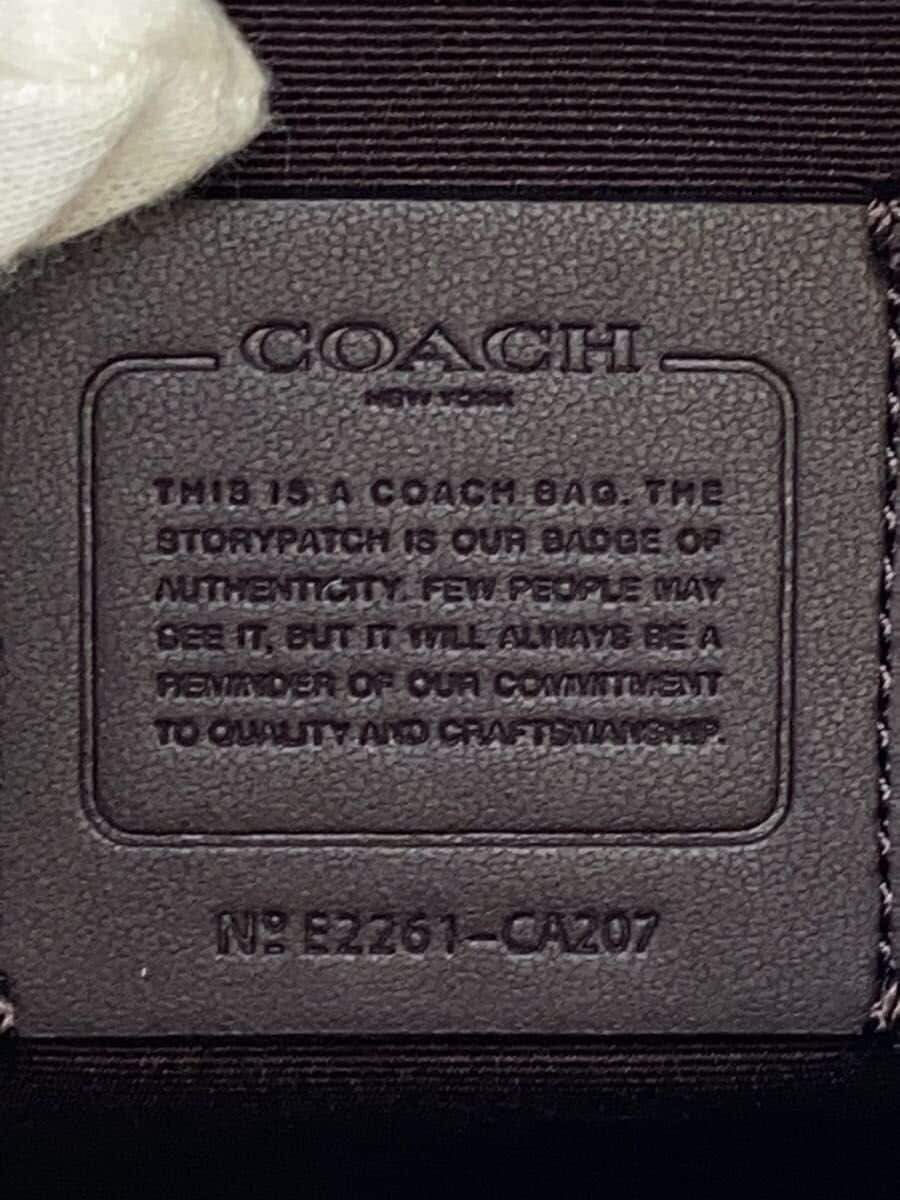 COACH
NEW YORK
THIS IS A COACH BAG. THE
STORYPATCH IS OUR BADGE OF
AUTHENTICITY. FEW PEOPLE MAY
SEE IT, BUT IT WILL ALWAYS BE A
REMINDER OF OUR COMMITMENT
TO QUALITY AND CRAFTSMANSHIP.
Nº E2261-CA207